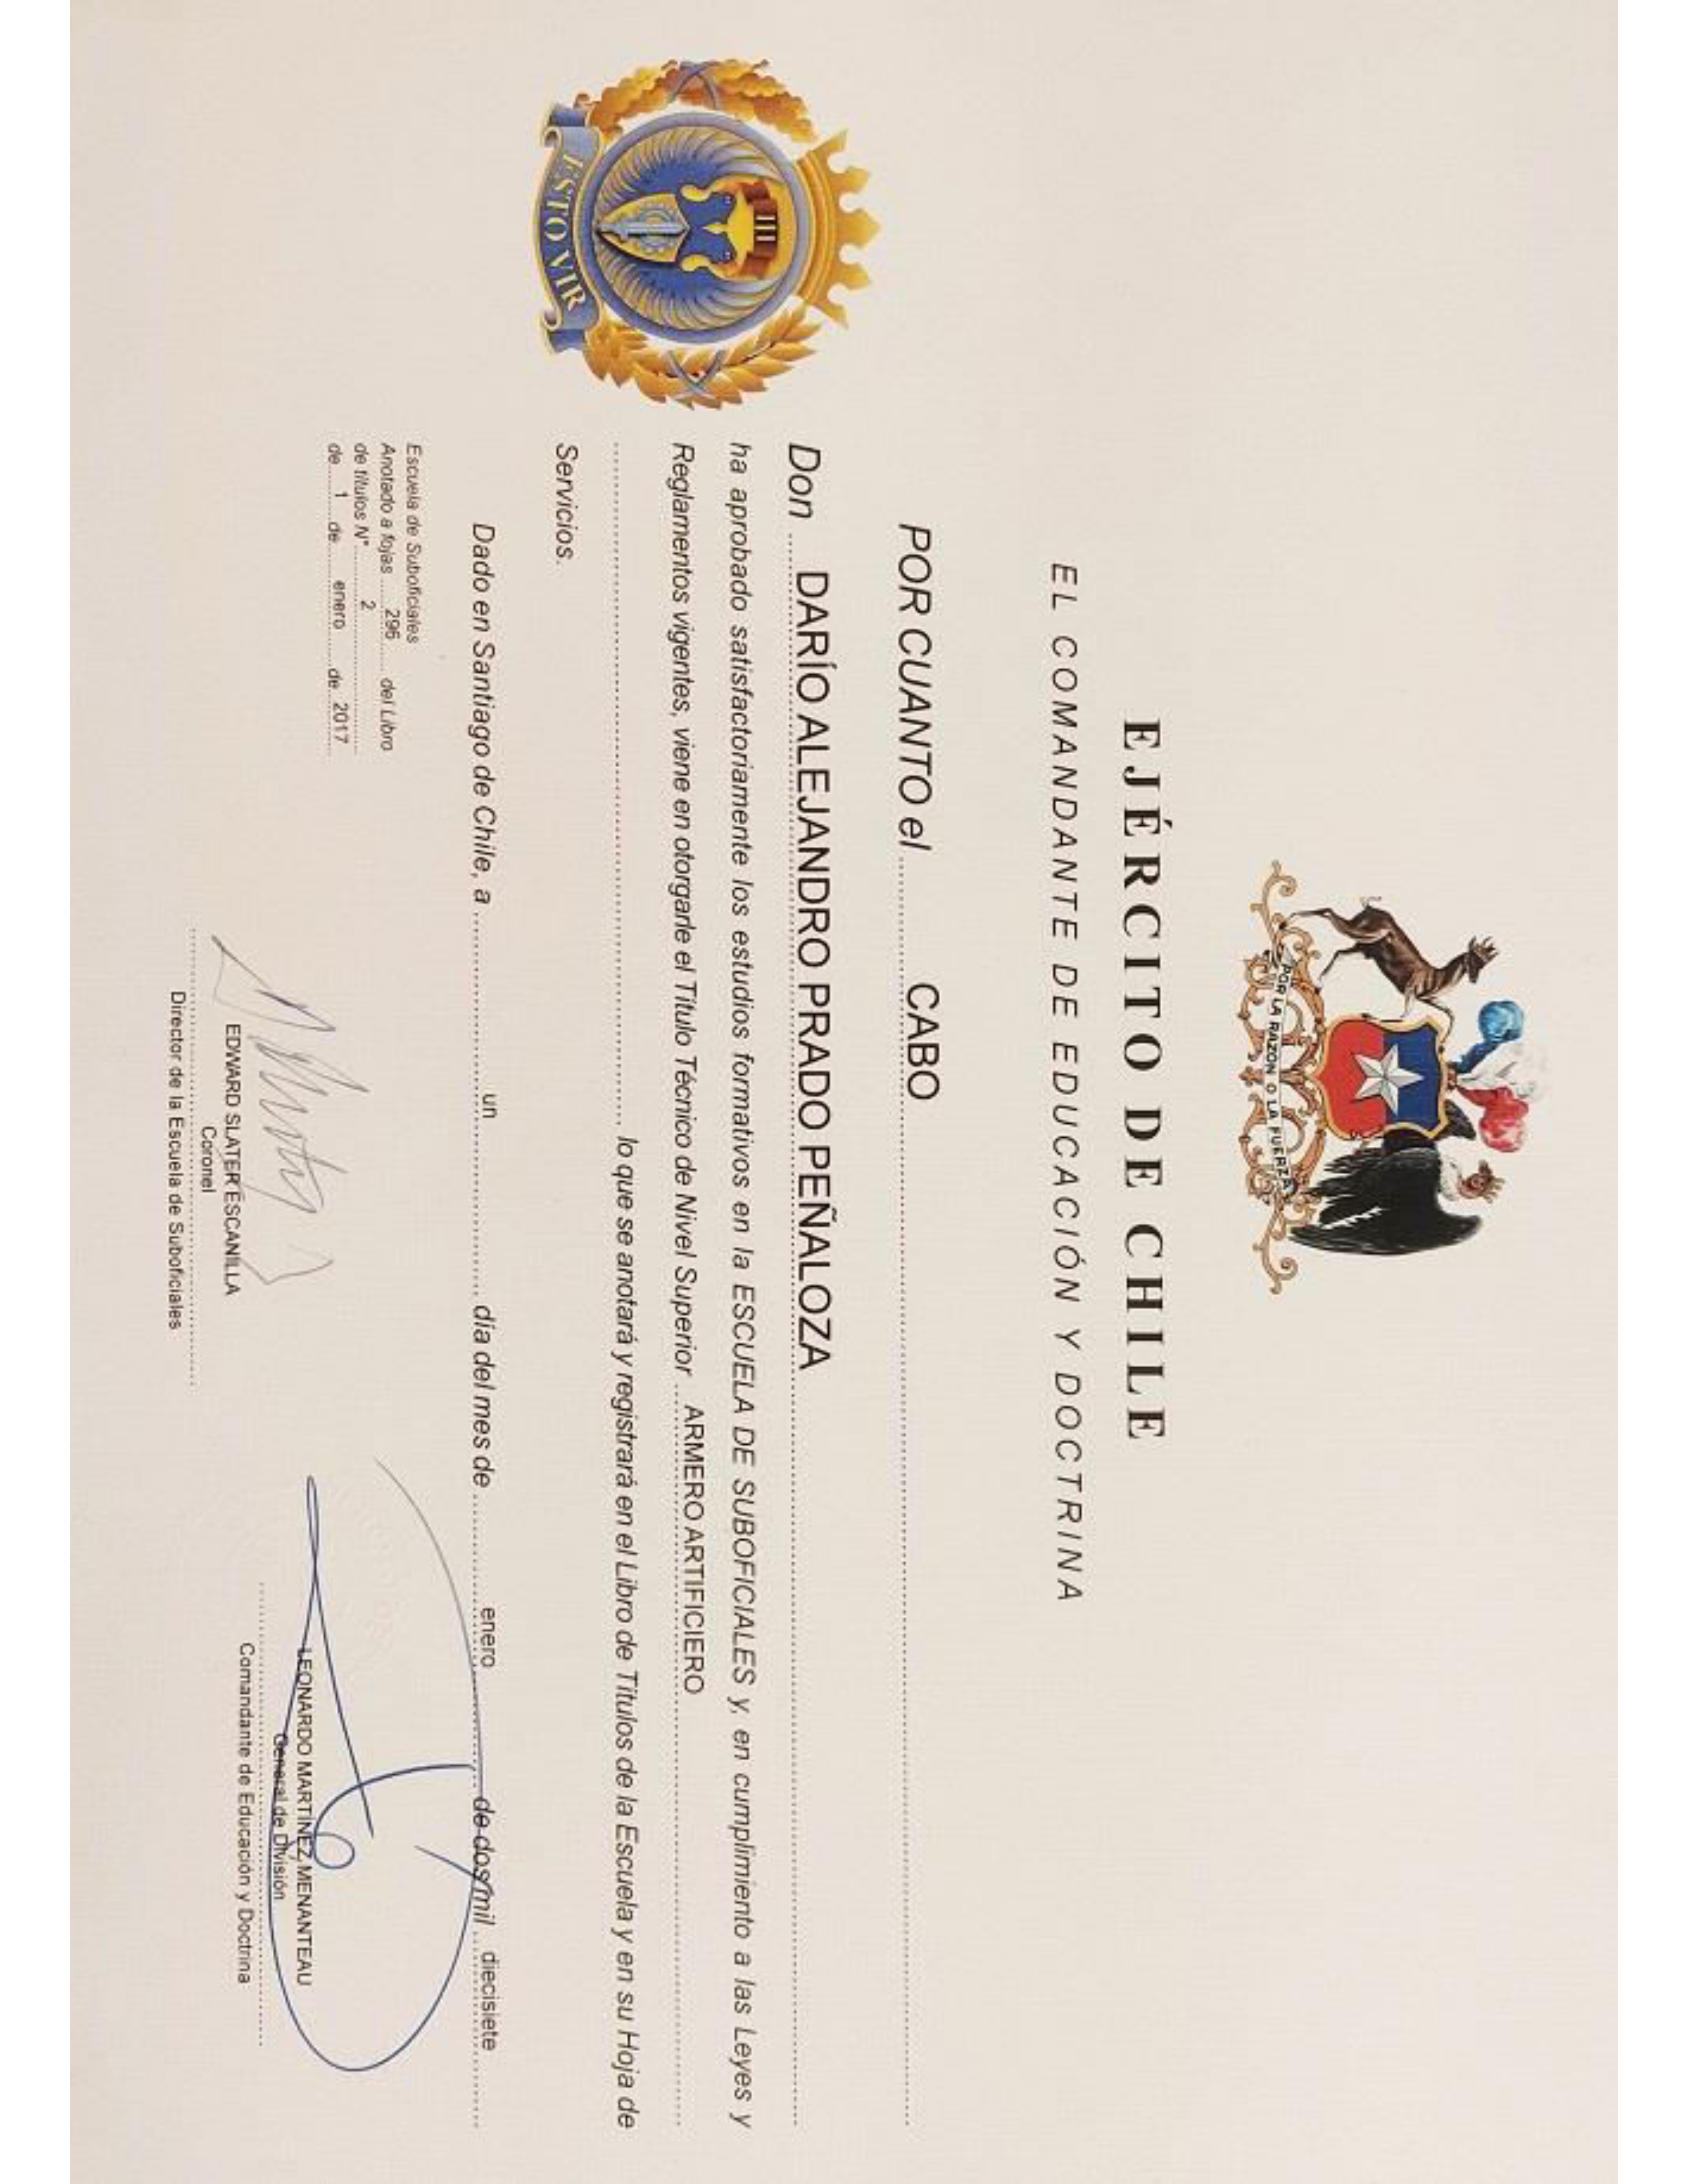 POR LA RAZON O LA FUERZA
EJÉRCITO DE CHILE
EL COMANDANTE DE EDUCACIÓN Y DOCTRINA
POR CUANTO el CABO
Don DARÍO ALEJANDRO PRADO PEÑALOZA
ha aprobado satisfactoriamente los estudios formativos en la ESCUELA DE SUBOFICIALES y, en cumplimiento a las Leyes y
Reglamentos vigentes, viene en otorgarle el Título Técnico de Nivel Superior ARMERO ARTIFICIERO
lo que se anotará y registrará en el Libro de Títulos de la Escuela y en su Hoja de
Servicios.
III
ESTO VIR
Dado en Santiago de Chile, a un día del mes de enero de dos mil diecisiete
Escuela de Suboficiales
Anotado a fojas 296 del Libro
de títulos N° 2
de 1 de enero de 2017
EDWARD SLATER ESCANILLA
Coronel
Director de la Escuela de Suboficiales
LEONARDO MARTÍNEZ MENANTEAU
General de División
Comandante de Educación y Doctrina